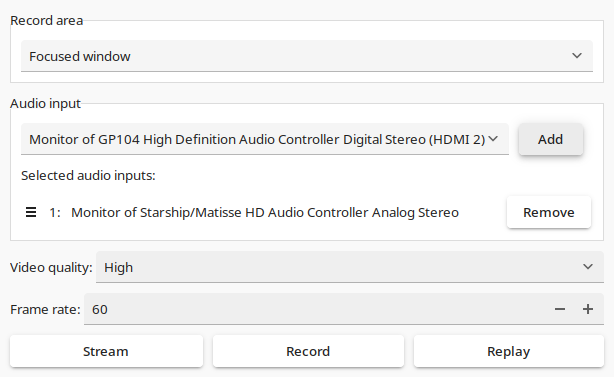 Record area
Focused window
Audio input
Monitor of GP104 High Definition Audio Controller Digital Stereo (HDMI 2)
Add
Selected audio inputs:
1: Monitor of Starship/Matisse HD Audio Controller Analog Stereo
Remove
Video quality: High
Frame rate: 60
Stream Record Replay